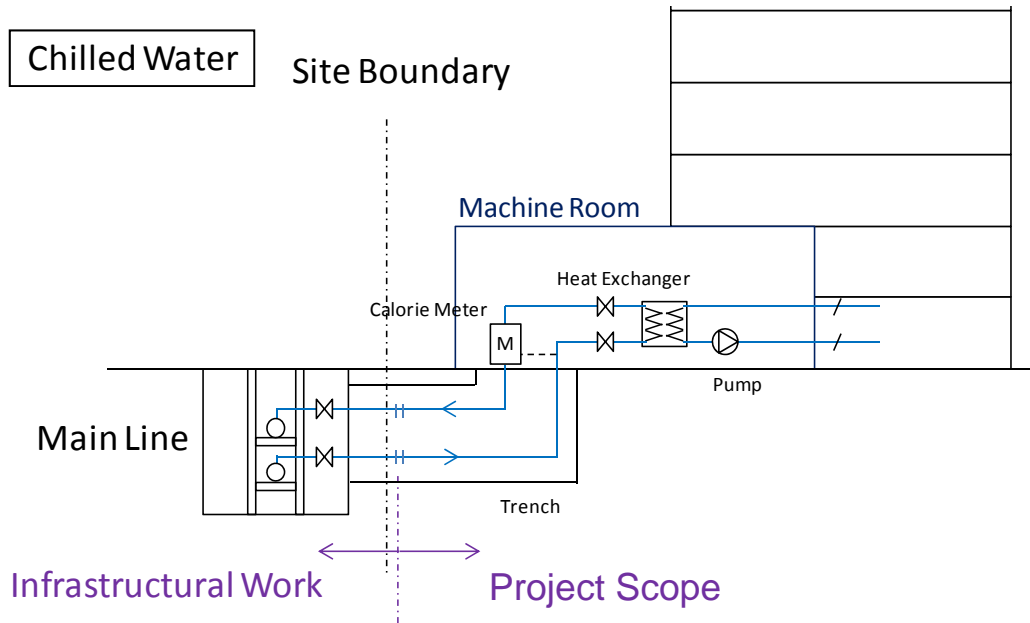 Chilled Water
Site Boundary
Machine Room
Heat Exchanger
Calorie Meter
M
Pump
Main Line
Trench
Infrastructural Work
Project Scope